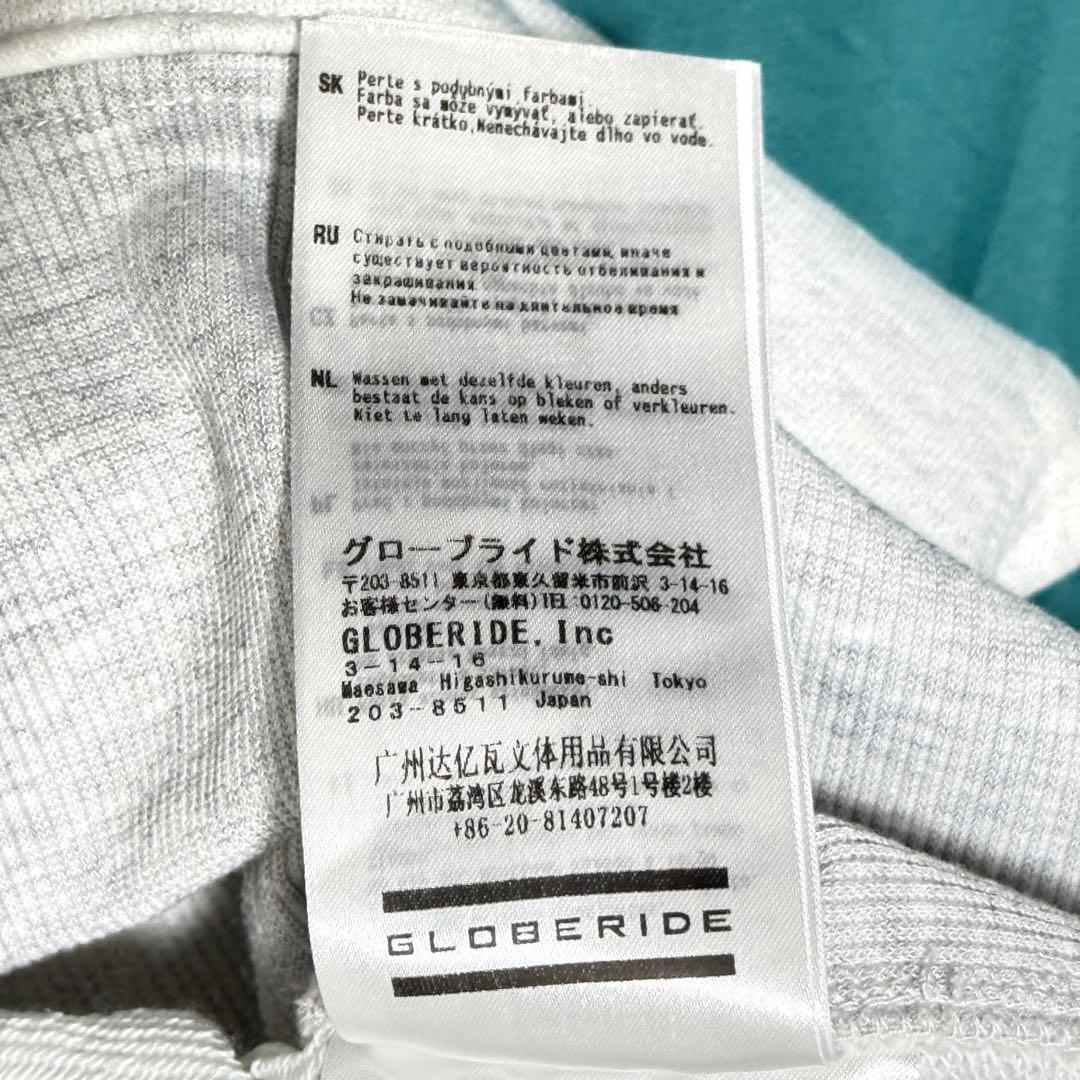 SK Perte s podobnými farbami.
Farba sa môže vymývať, alebo zapierať.
Perte krátko,Nenechávajte dlho vo vode.
RU Стирать с подобными цветами, иначе
существует вероятность отбеливания и
закрашивания
Не замачивайте на длительное время
NL Wassen met dezelfde kleuren, anders
bestaat de kans op bleken of verkleuren.
Niet te lang laten weken.
グローブライド株式会社
〒203-8511 東京都東久留米市前沢 3-14-16
お客様センター(無料)TEL 0120-506-204
GLOBERIDE, Inc
3-14-16
Maesawa Higashikurume-shi Tokyo
203-8511 Japan
广州达亿瓦文体用品有限公司
广州市荔湾区龙溪东路48号1号楼2楼
+86-20-81407207
GLOBERIDE